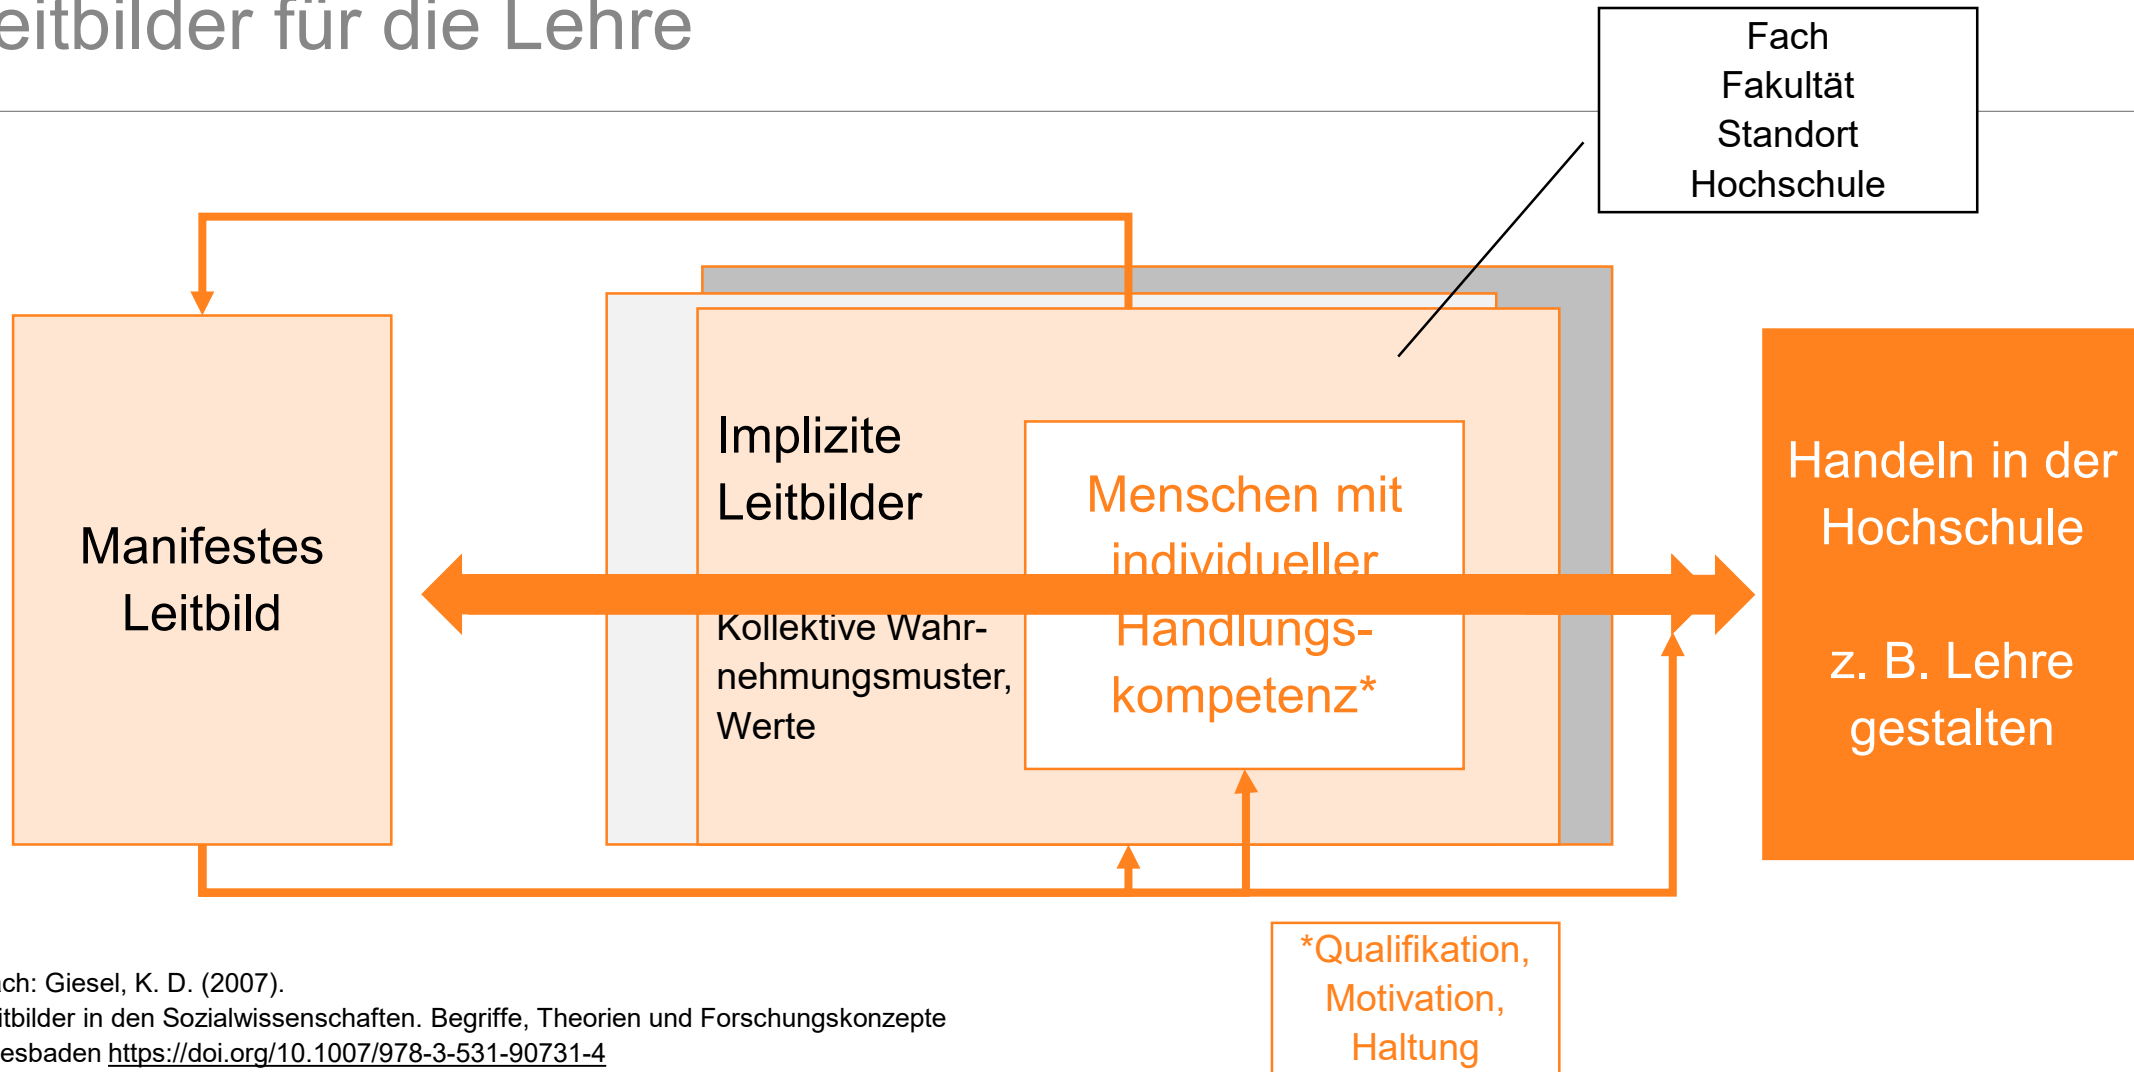 eitbilder für die Lehre
Fach
Fakultät
Standort
Hochschule
Manifestes
Leitbild
Implizite
Leitbilder
Kollektive Wahr-
nehmungsmuster,
Werte
Menschen mit
individueller
Handlungs-
kompetenz*
Handeln in der
Hochschule
z. B. Lehre
gestalten
*Qualifikation,
Motivation,
Haltung
ach: Giesel, K. D. (2007).
itbilder in den Sozialwissenschaften. Begriffe, Theorien und Forschungskonzepte
iesbaden https://doi.org/10.1007/978-3-531-90731-4